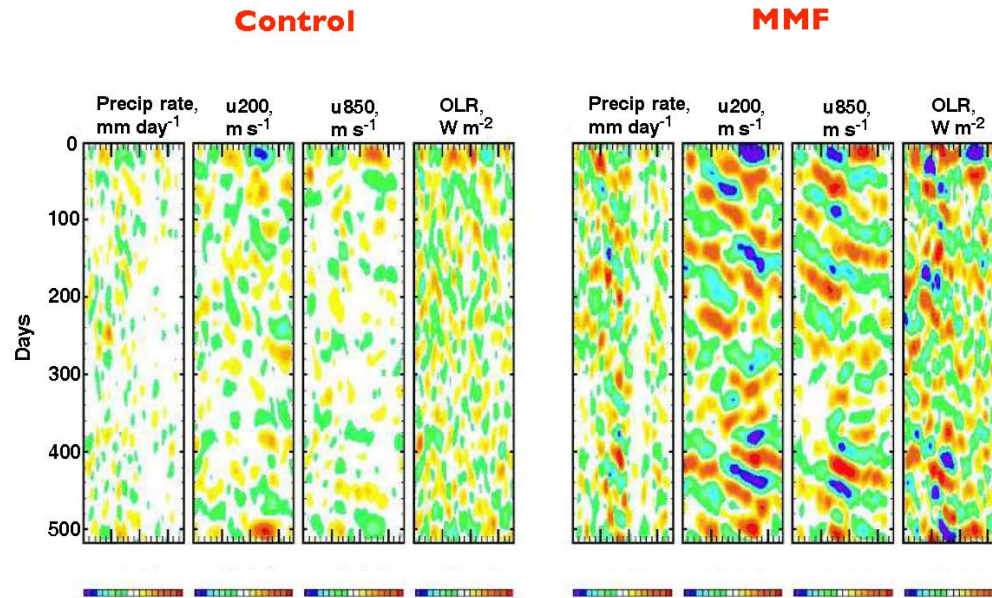 Control
MMF
Precip rate, mm day⁻¹
u200, m s⁻¹
u850, m s⁻¹
OLR, W m⁻²
Precip rate, mm day⁻¹
u200, m s⁻¹
u850, m s⁻¹
OLR, W m⁻²
Days
0
100
200
300
400
500